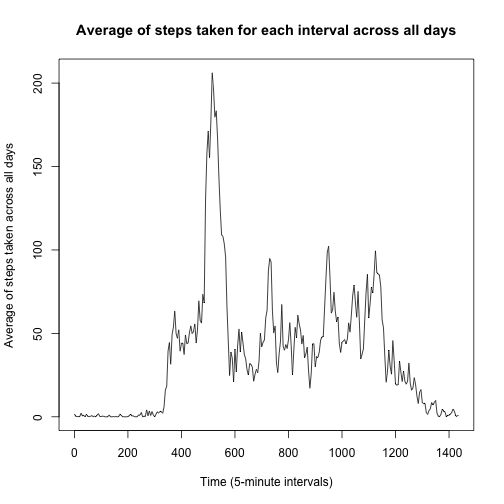 Average of steps taken for each interval across all days
Average of steps taken across all days
200
150
100
50
0
0 200 400 600 800 1000 1200 1400
Time (5-minute intervals)